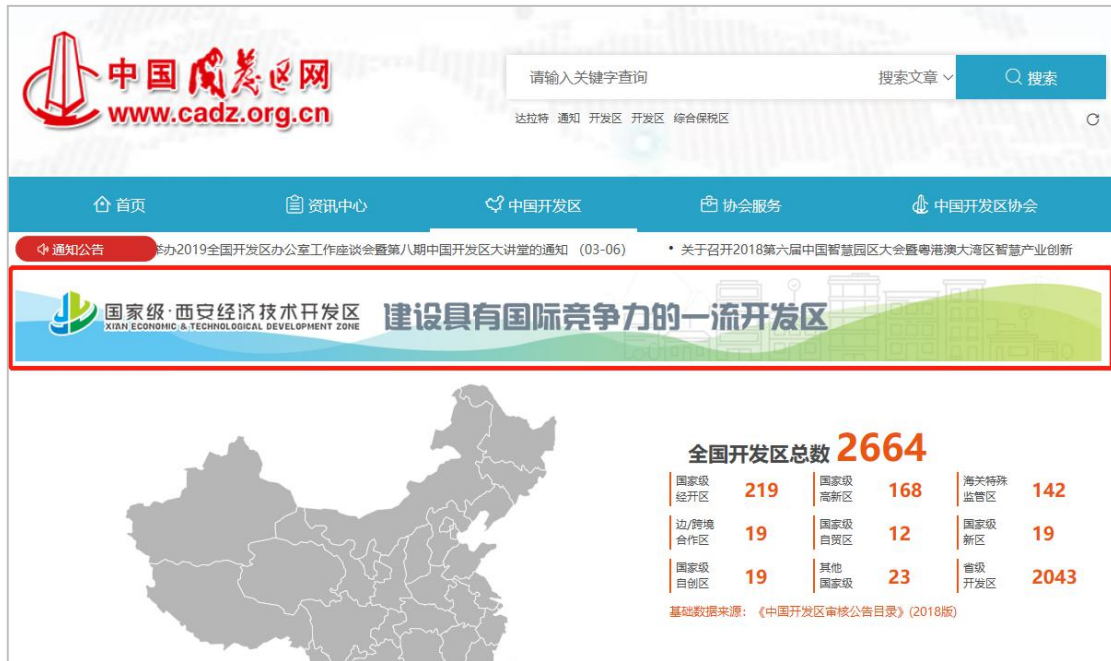 中国开发区网
www.cadz.org.cn
请输入关键字查询
搜索文章
搜索
达拉特 通知 开发区 开发区 综合保税区
首页
资讯中心
中国开发区
协会服务
中国开发区协会
通知公告
办2019全国开发区办公室工作座谈会暨第八期中国开发区大讲堂的通知 (03-06)
• 关于召开2018第六届中国智慧园区大会暨粤港澳大湾区智慧产业创新
国家级·西安经济技术开发区
XI'AN ECONOMIC & TECHNOLOGICAL DEVELOPMENT ZONE
建设具有国际竞争力的一流开发区
全国开发区总数 2664
国家级经开区 219
国家级高新区 168
海关特殊监管区 142
边/跨境合作区 19
国家级自贸区 12
国家级新区 19
国家级自创区 19
其他国家级 23
省级开发区 2043
基础数据来源：《中国开发区审核公告目录》(2018版)